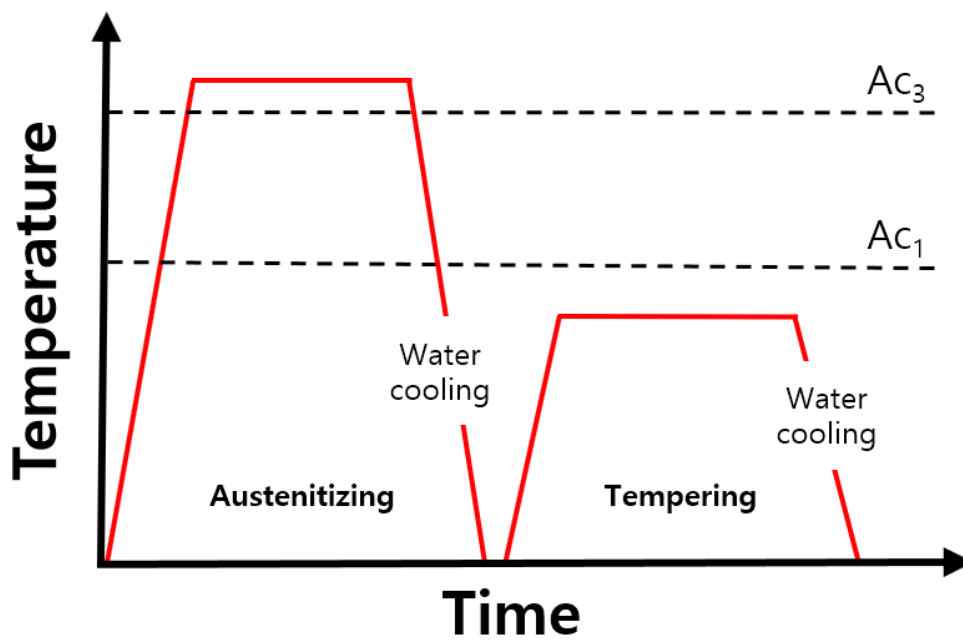 Temperature
Ac₃
Ac₁
Water
cooling
Water
cooling
Austenitizing
Tempering
Time